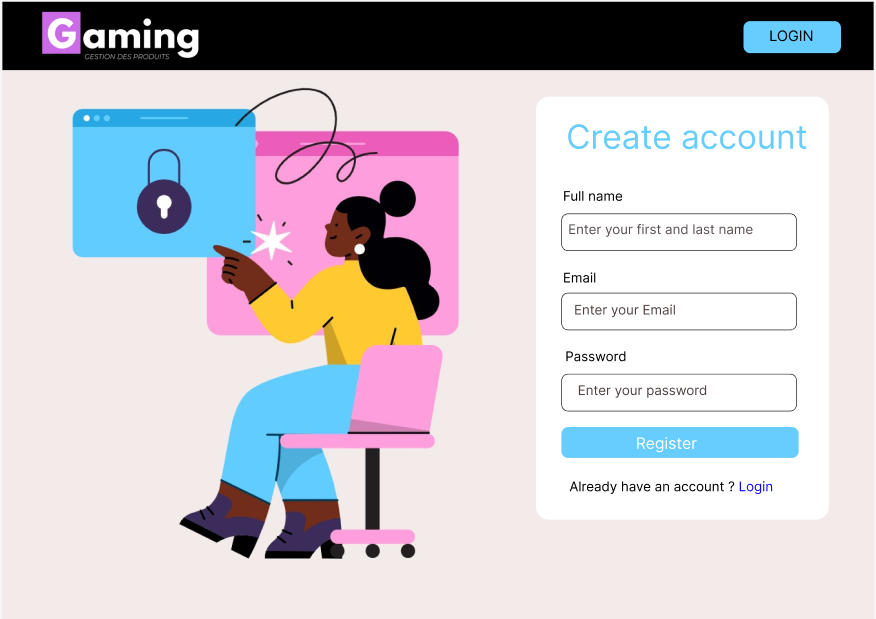 Gaming
GESTION DES PRODUITS
LOGIN
Create account
Full name
Enter your first and last name
Email
Enter your Email
Password
Enter your password
Register
Already have an account ? Login